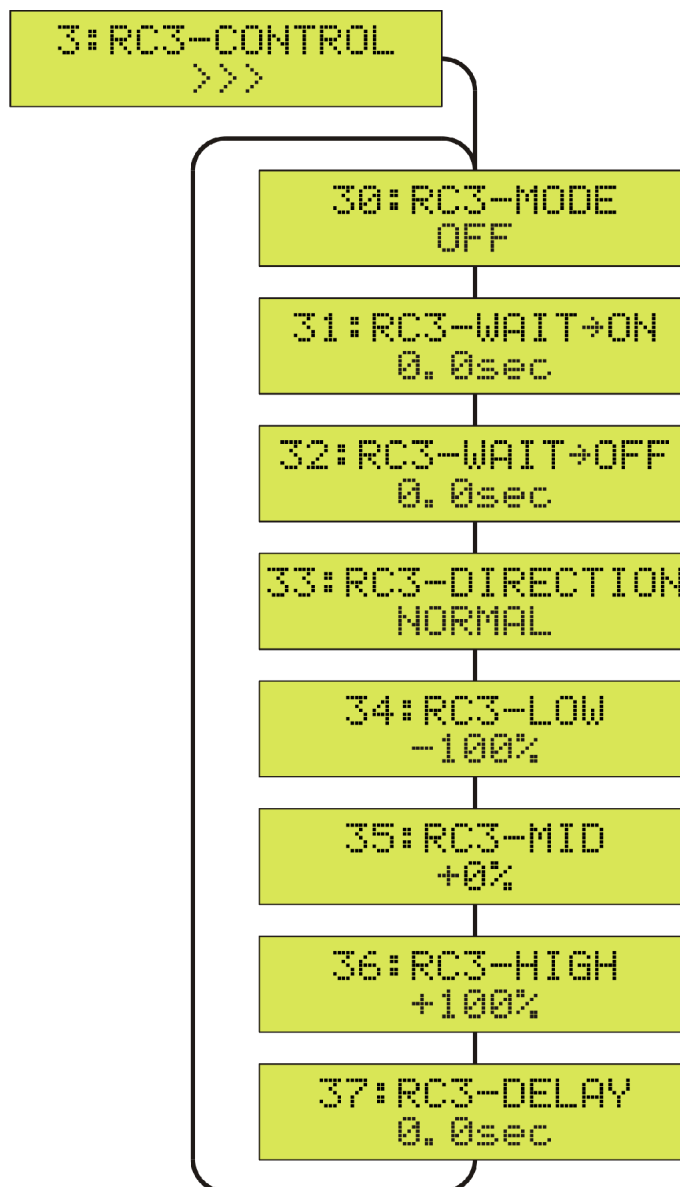 3:RC3-CONTROL
>>>
30:RC3-MODE
OFF
31:RC3-WAIT→ON
0.0sec
32:RC3-WAIT→OFF
0.0sec
33:RC3-DIRECTION
NORMAL
34:RC3-LOW
-100%
35:RC3-MID
+0%
36:RC3-HIGH
+100%
37:RC3-DELAY
0.0sec